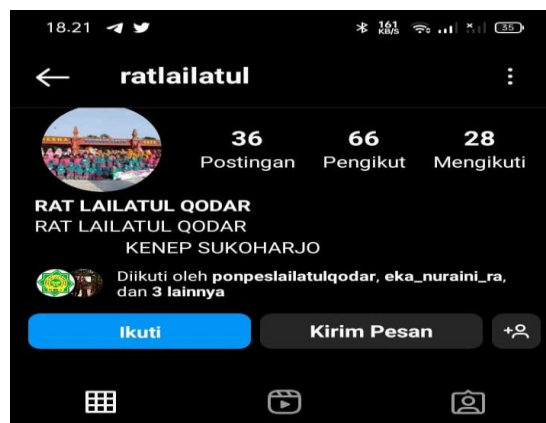 18.21 161 KB/S 35
ratlailatul
36 66 28
Postingan Pengikut Mengikuti
RAT LAILATUL QODAR
RAT LAILATUL QODAR
KENEP SUKOHARJO
Diikuti oleh ponpeslailatulqodar, eka_nuraini_ra,
dan 3 lainnya
Ikuti Kirim Pesan